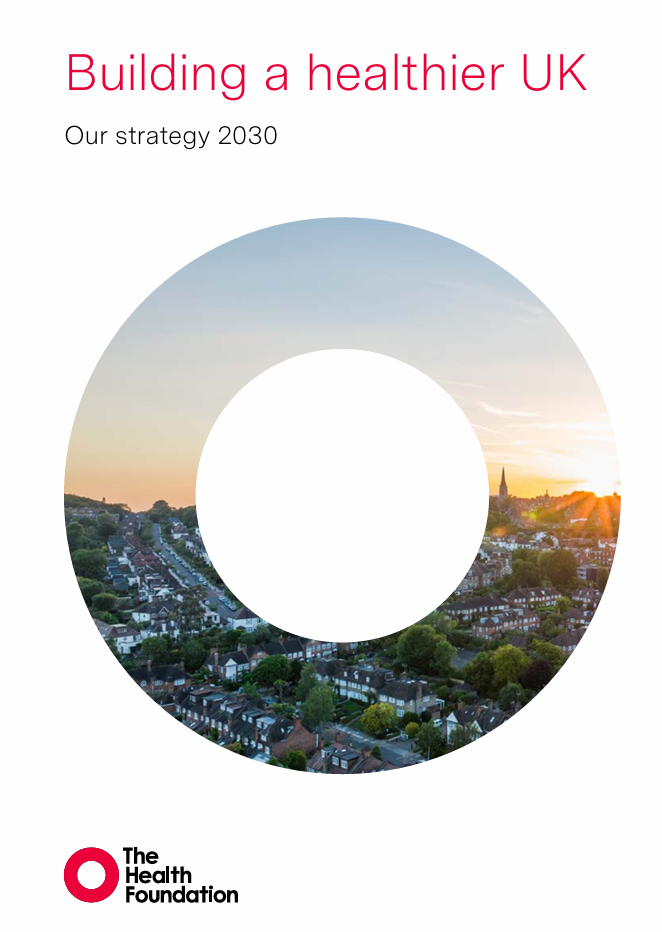 Building a healthier UK
Our strategy 2030
The
Health
Foundation